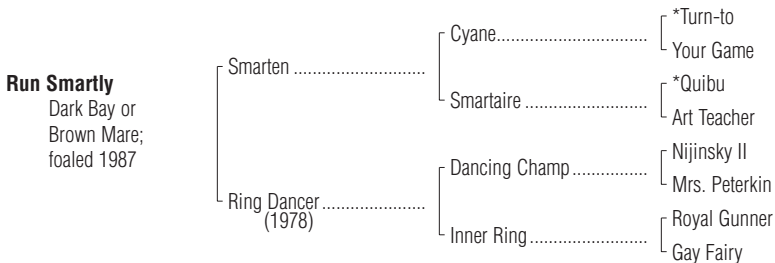 Run Smartly
Dark Bay or
Brown Mare;
foaled 1987
Smarten ............................
Ring Dancer......................
(1978)
Cyane................................
Smartaire ..........................
Dancing Champ................
Inner Ring.........................
*Turn-to
Your Game
*Quibu
Art Teacher
Nijinsky II
Mrs. Peterkin
Royal Gunner
Gay Fairy